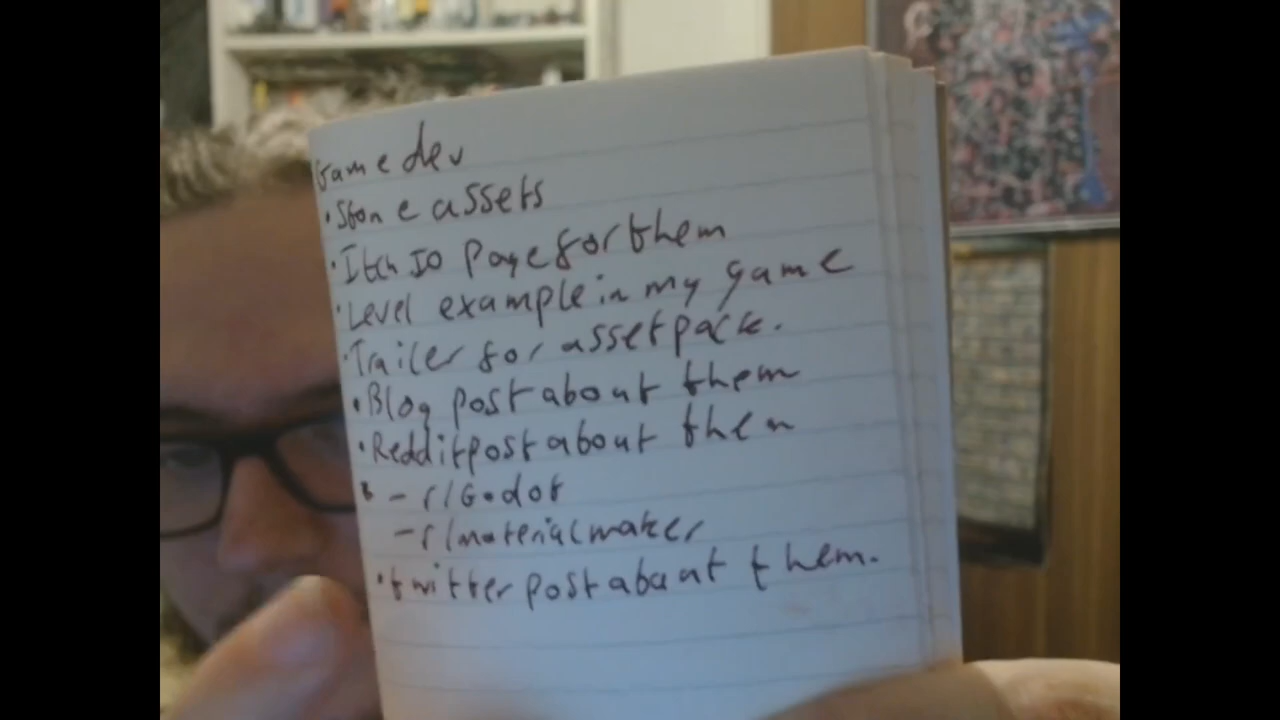 Game dev
• Stone assets
• Itch IO page for them
• Level example in my game
• Trailer for asset pack.
• Blog post about them
• Reddit post about them
• - r/Godot
- r/materialmaker
• twitter post about them.